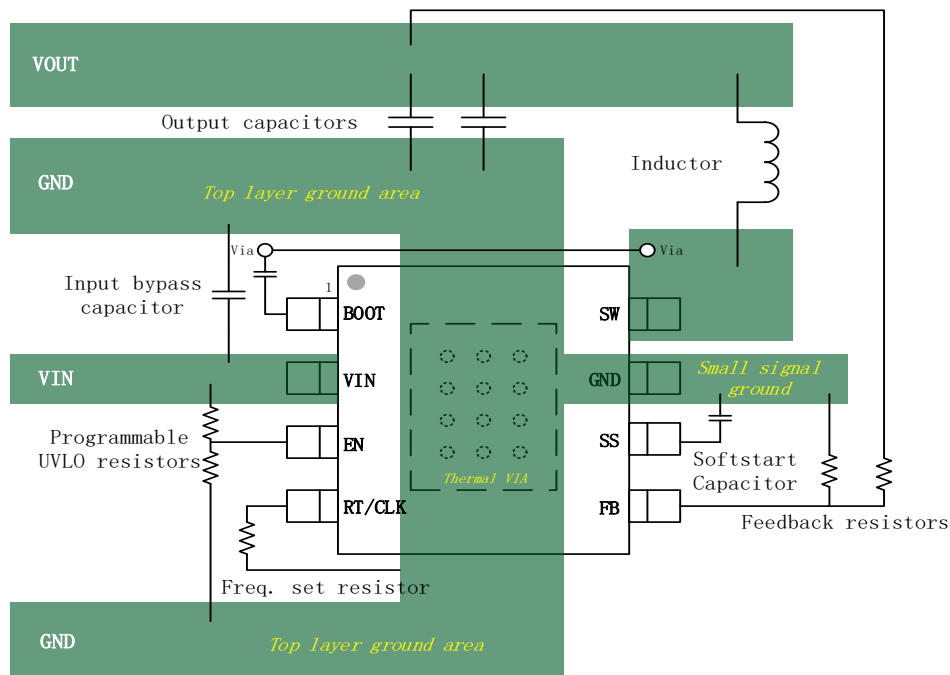 VOUT
Output capacitors
Inductor
GND
Top layer ground area
Via
Via
Input bypass
capacitor
1
BOOT
SW
VIN
VIN
GND
Small signal
ground
Programmable
UVLO resistors
EN
SS
Softstart
Capacitor
Thermal VIA
RT/CLK
FB
Feedback resistors
Freq. set resistor
GND
Top layer ground area